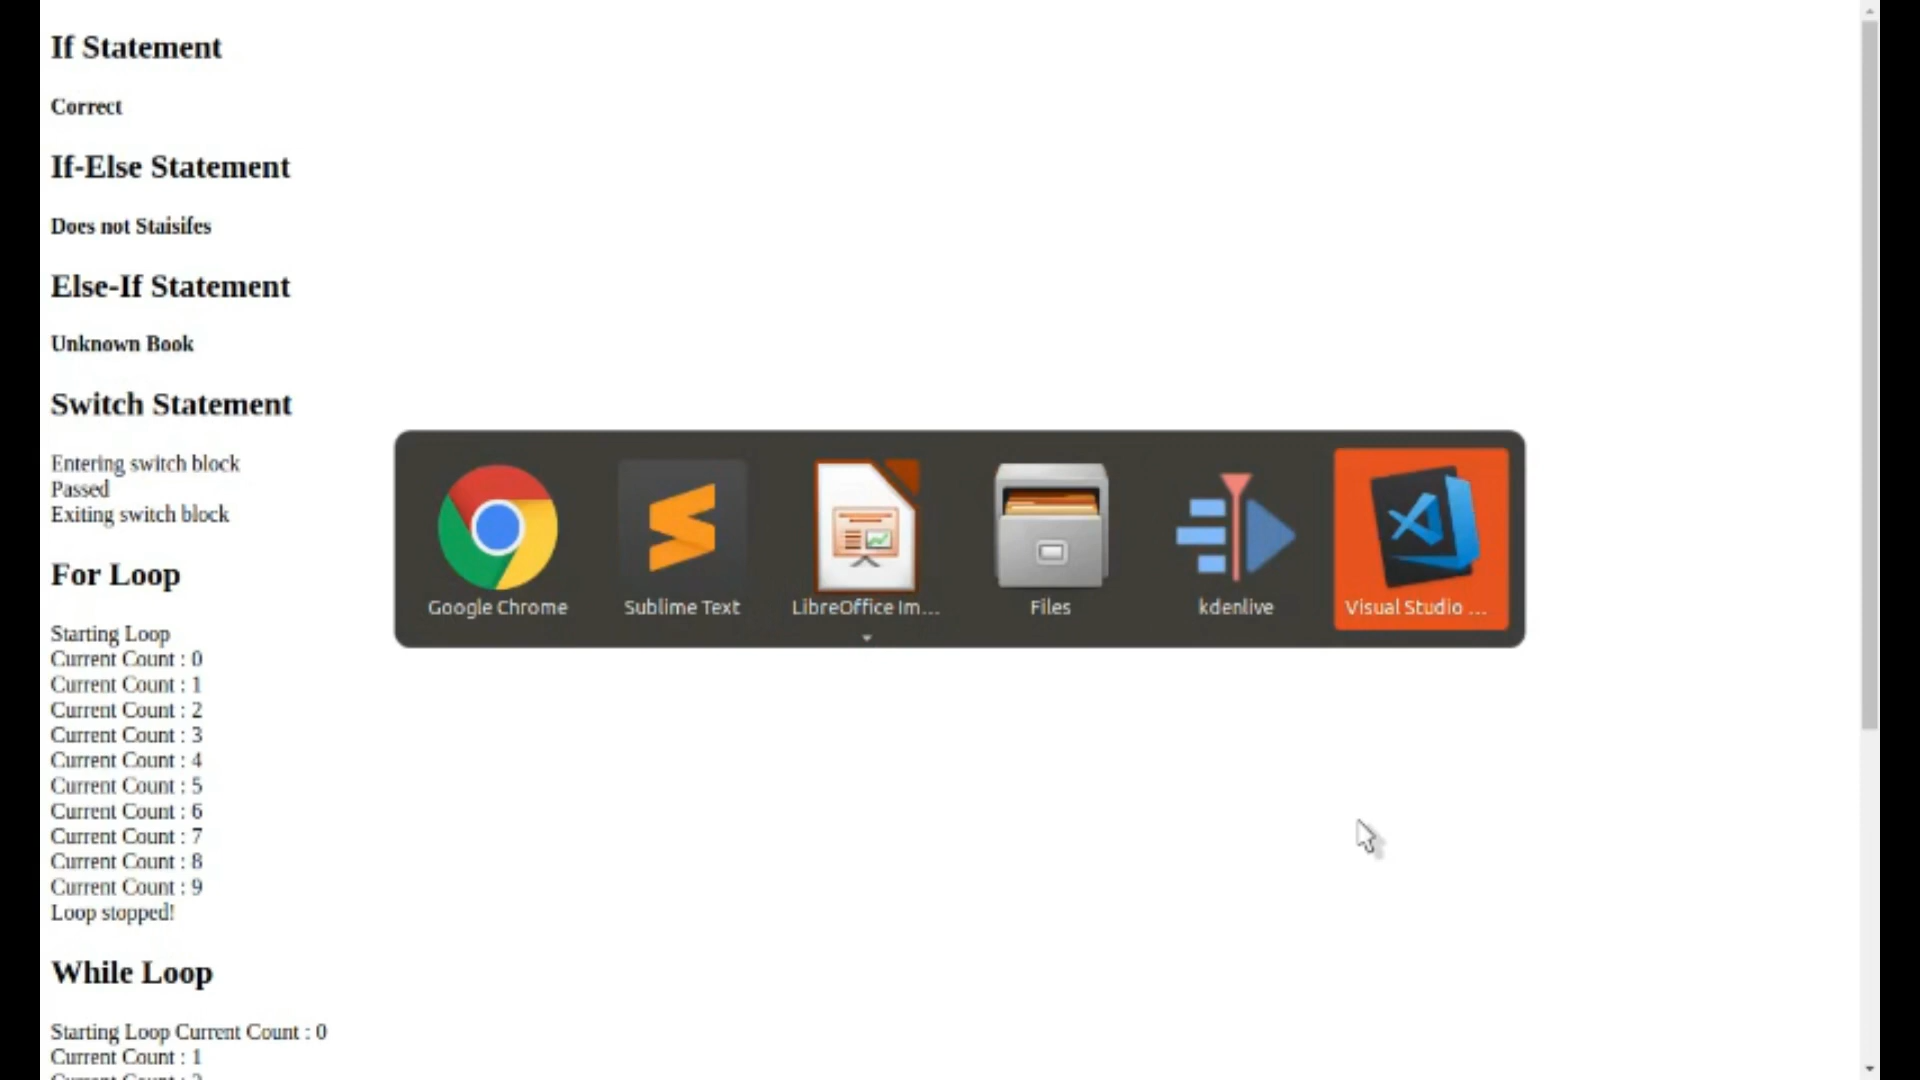 If Statement
Correct
If-Else Statement
Does not Staisifes
Else-If Statement
Unknown Book
Switch Statement
Entering switch block
Passed
Exiting switch block
Google Chrome
Sublime Text
LibreOffice Im...
Files
kdenlive
Visual Studio ...
For Loop
Starting Loop
Current Count : 0
Current Count : 1
Current Count : 2
Current Count : 3
Current Count : 4
Current Count : 5
Current Count : 6
Current Count : 7
Current Count : 8
Current Count : 9
Loop stopped!
While Loop
Starting Loop Current Count : 0
Current Count : 1